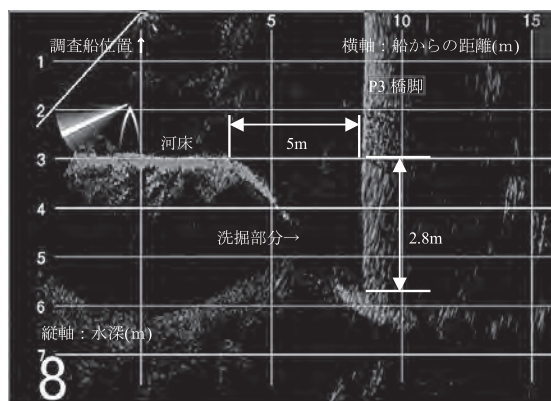 5
10
15
調査船位置↑
横軸：船からの距離(m)
1
P3 橋脚
2
河床
5m
3
4
洗掘部分→
2.8m
5
6
縦軸：水深(m)
7
8